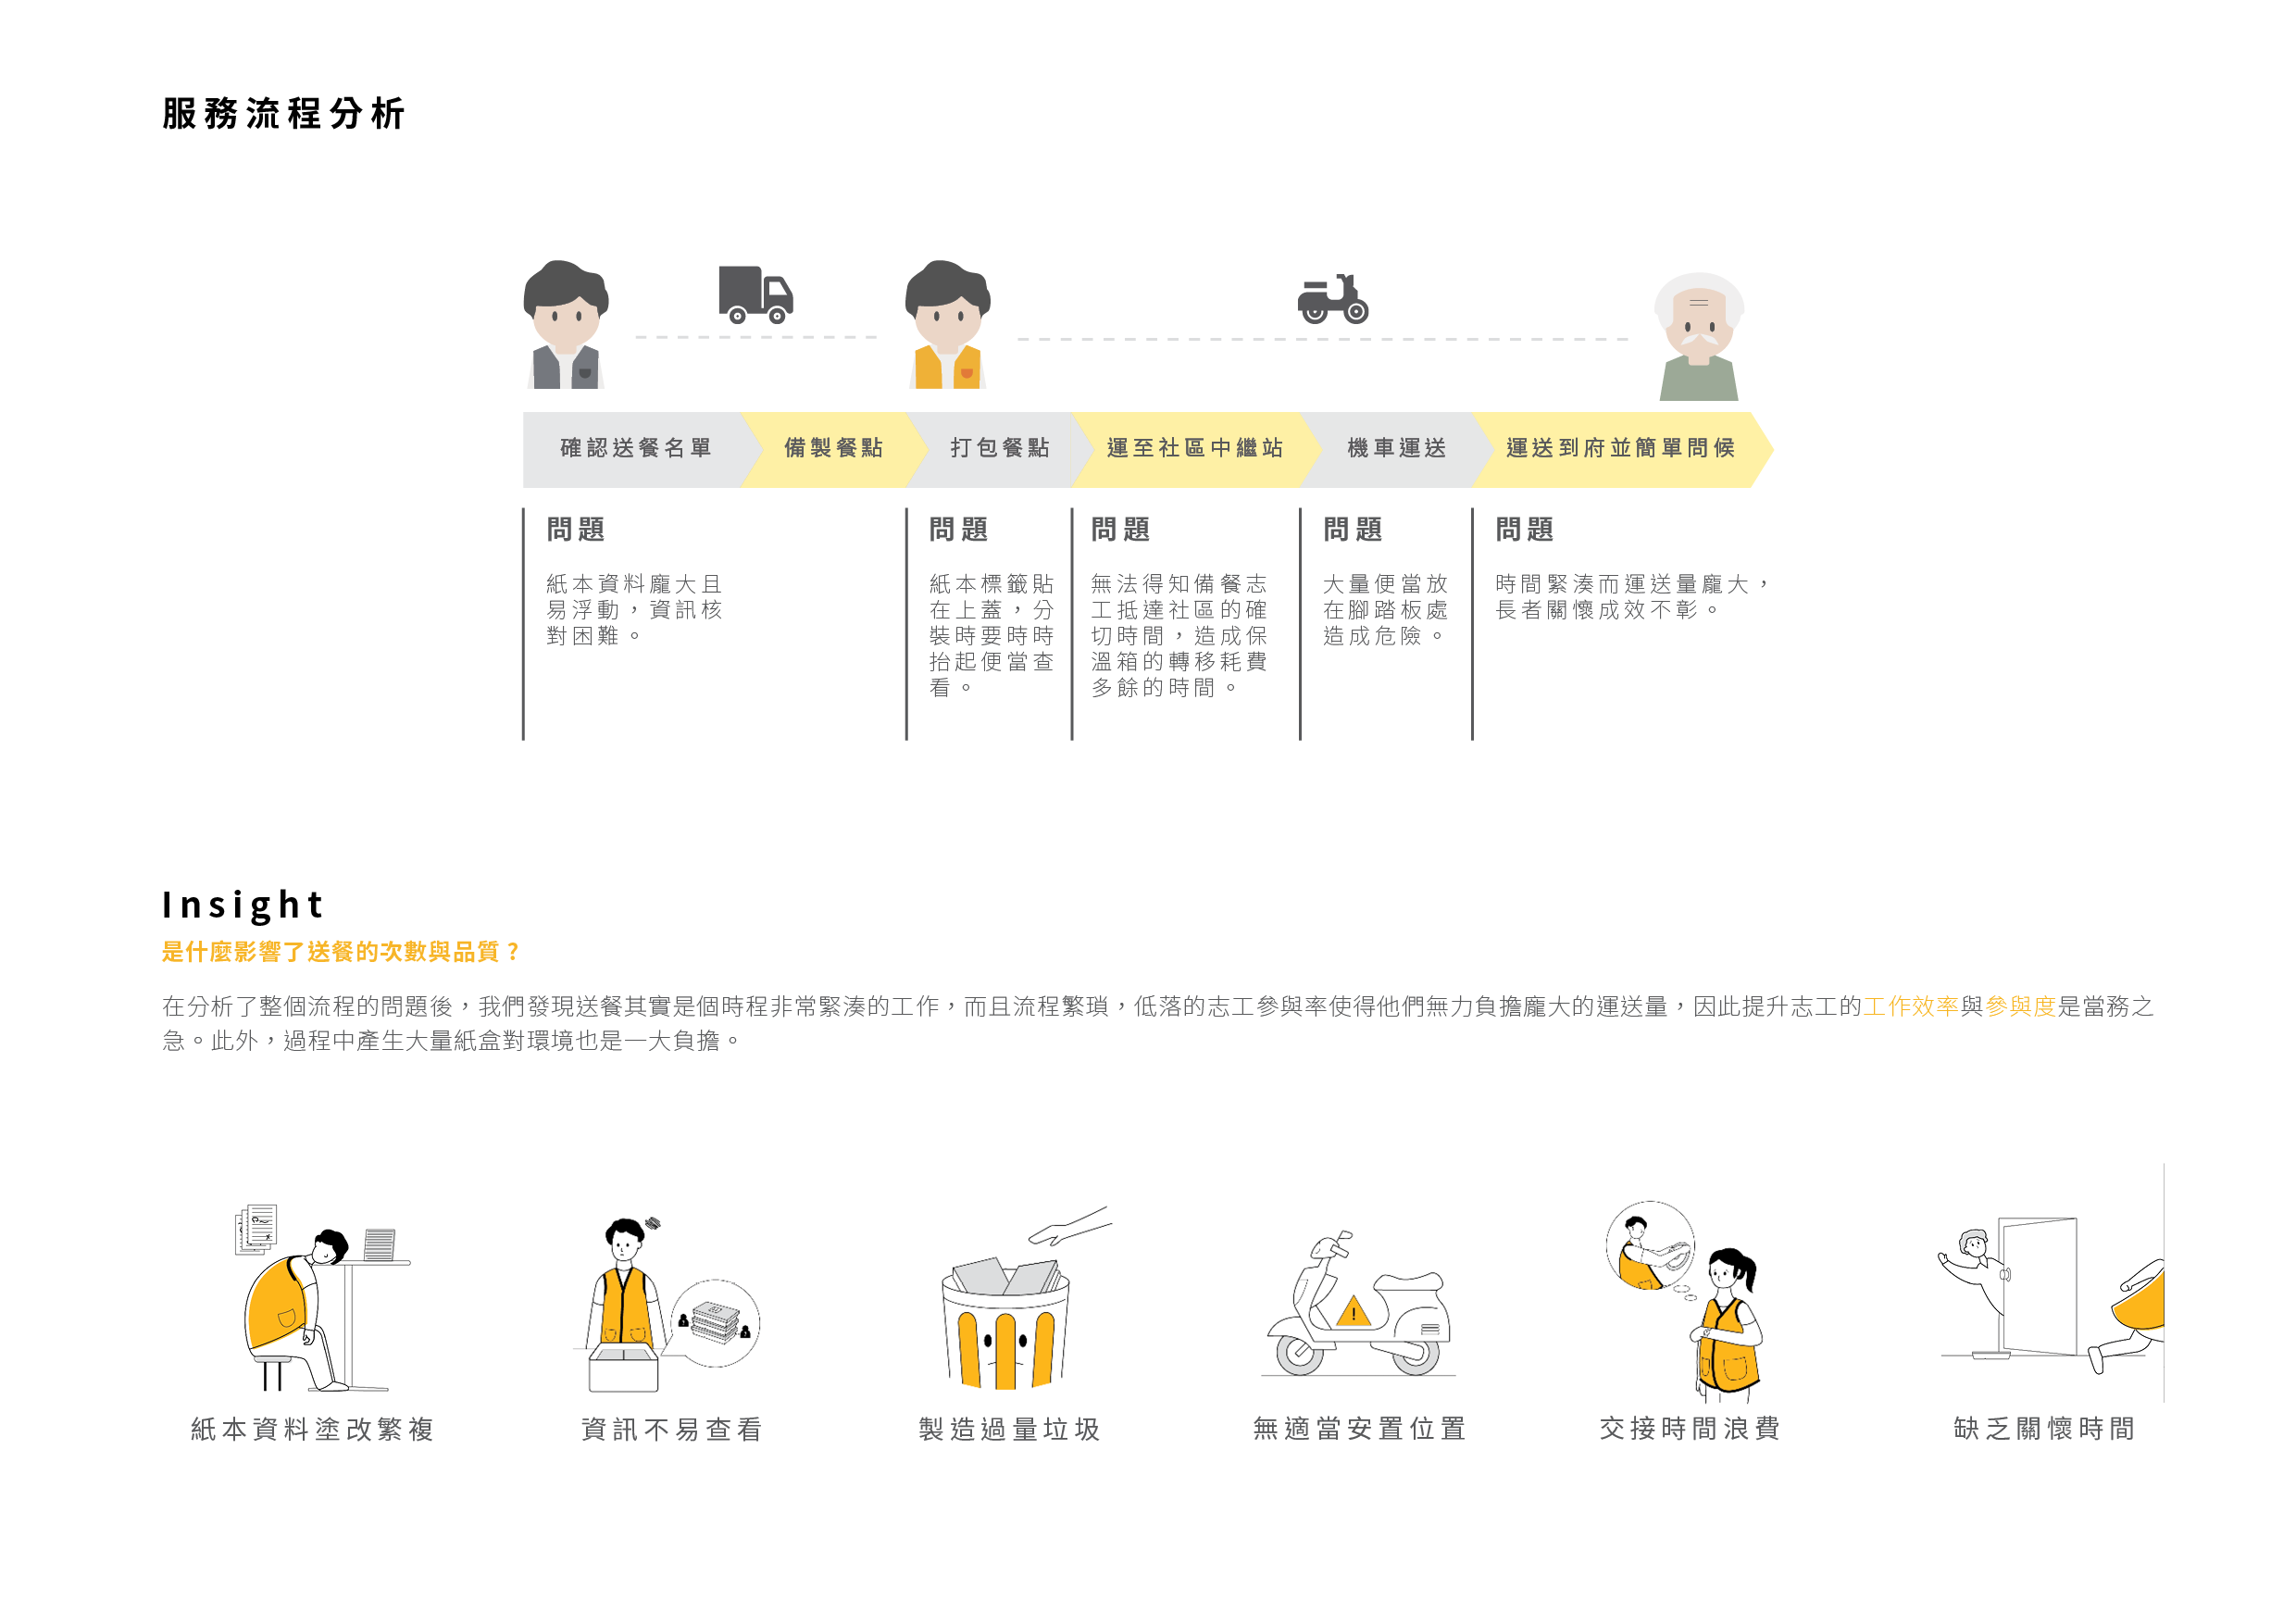 服務流程分析
確認送餐名單
備製餐點
打包餐點
運至社區中繼站
機車運送
運送到府並簡單問候
問題
紙本資料龐大且
易浮動，資訊核
對困難。
問題
紙本標籤貼
在上蓋，分
裝時要時時
抬起便當查
看。
問題
無法得知備餐志
工抵達社區的確
切時間，造成保
溫箱的轉移耗費
多餘的時間。
問題
大量便當放
在腳踏板處
造成危險。
問題
時間緊湊而運送量龐大，
長者關懷成效不彰。
Insight
是什麼影響了送餐的次數與品質?
在分析了整個流程的問題後，我們發現送餐其實是個時程非常緊湊的工作，而且流程繁瑣，低落的志工參與率使得他們無力負擔龐大的運送量，因此提升志工的工作效率與參與度是當務之
急。此外，過程中產生大量紙盒對環境也是一大負擔。
紙本資料塗改繁複
資訊不易查看
製造過量垃圾
無適當安置位置
交接時間浪費
缺乏關懷時間